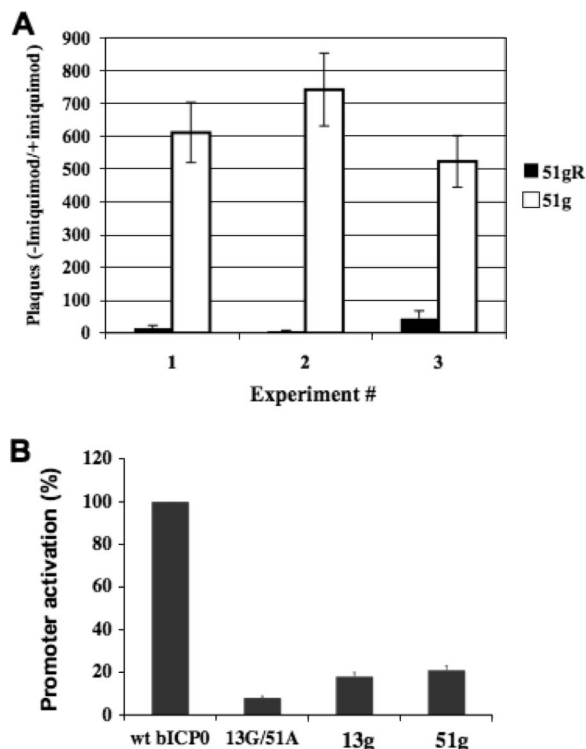 A
Plaques (-Imiquimod/+imiquimod)
900
800
700
600
500
400
300
200
100
0
1 2 3
Experiment #
51gR
51g
B
Promoter activation (%)
120
100
80
60
40
20
0
wt bICP0 13G/51A 13g 51g